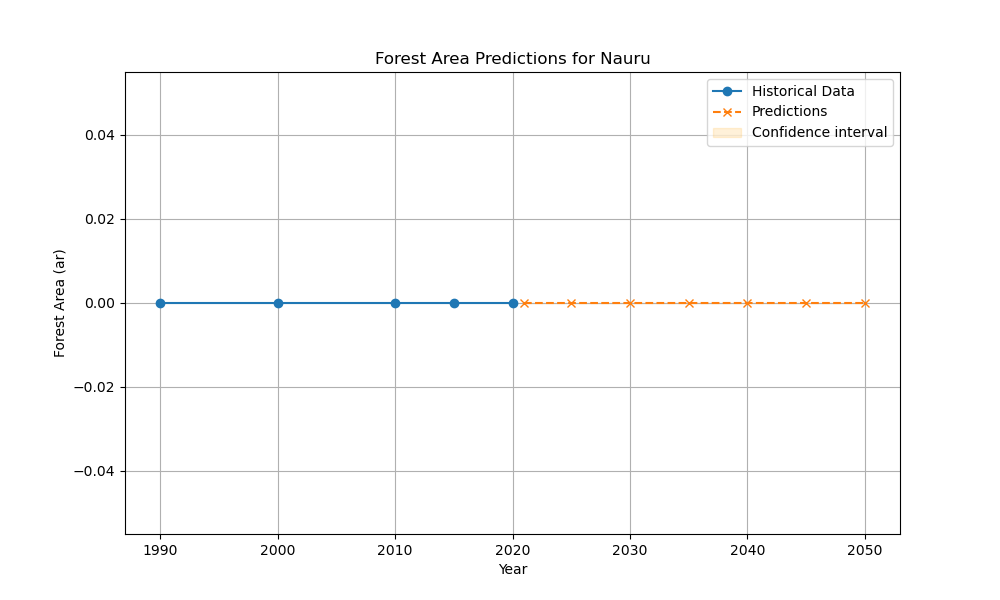 Forest Area Predictions for Nauru
Historical Data
Predictions
Confidence interval
Forest Area (ar)
0.04
0.02
0.00
−0.02
−0.04
1990 2000 2010 2020 2030 2040 2050
Year